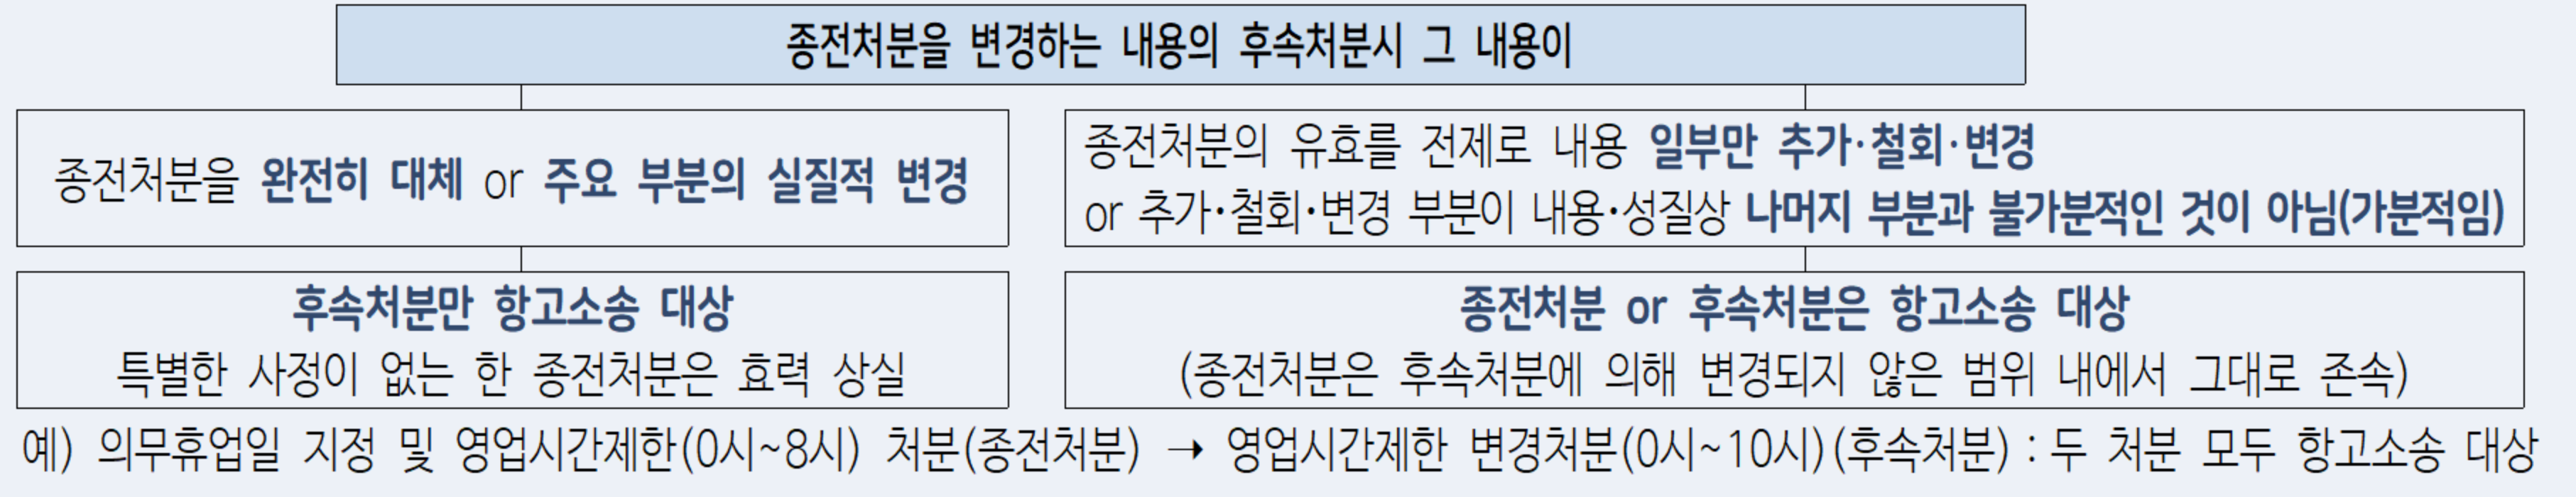 종전처분을 변경하는 내용의 후속처분시 그 내용이
종전처분을 완전히 대체 or 주요 부분의 실질적 변경
종전처분의 유효를 전제로 내용 일부만 추가·철회·변경
or 추가·철회·변경 부분이 내용·성질상 나머지 부분과 불가분적인 것이 아님(가분적임)
후속처분만 항고소송 대상
특별한 사정이 없는 한 종전처분은 효력 상실
종전처분 or 후속처분은 항고소송 대상
(종전처분은 후속처분에 의해 변경되지 않은 범위 내에서 그대로 존속)
예) 의무휴업일 지정 및 영업시간제한(0시~8시) 처분(종전처분) → 영업시간제한 변경처분(0시~10시)(후속처분) : 두 처분 모두 항고소송 대상